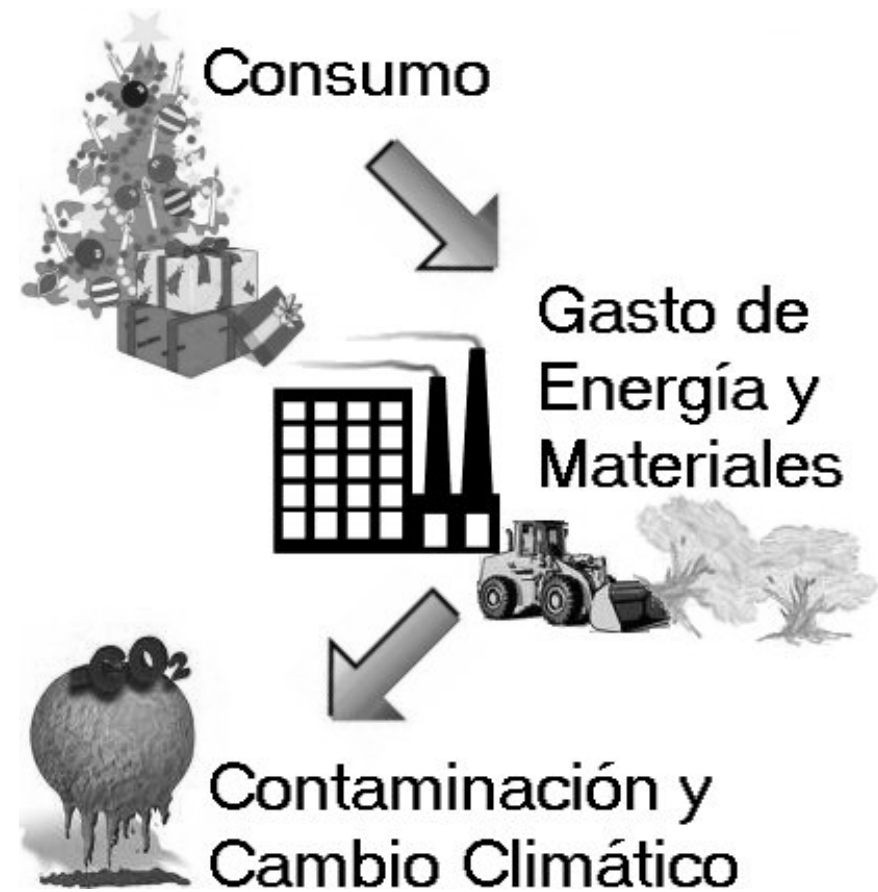 Consumo
Gasto de
Energía y
Materiales
CO2
Contaminación y
Cambio Climático